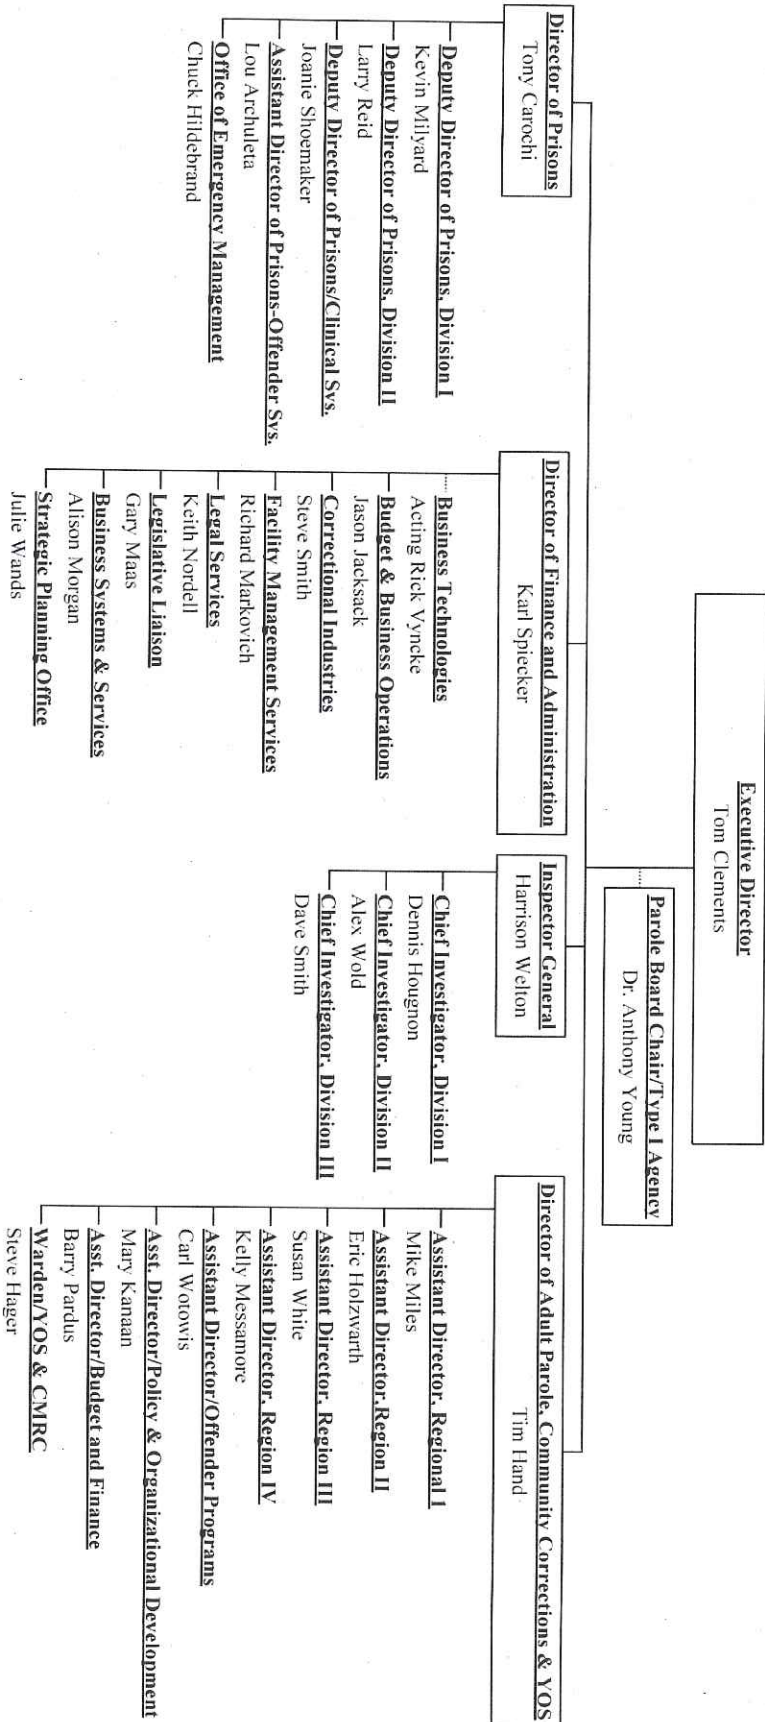 Executive Director
Tom Clements
Parole Board Chair/Type I Agency
Dr. Anthony Young
Director of Prisons
Tony Carochi
Deputy Director of Prisons, Division I
Kevin Milyard
Deputy Director of Prisons, Division II
Larry Reid
Deputy Director of Prisons/Clinical Svs.
Joanie Shoemaker
Assistant Director of Prisons-Offender Svs.
Lou Archuleta
Office of Emergency Management
Chuck Hildebrand
Director of Finance and Administration
Karl Spiecker
Business Technologies
Acting Rick Vyncke
Budget & Business Operations
Jason Jacksack
Correctional Industries
Steve Smith
Facility Management Services
Richard Markovich
Legal Services
Keith Nordell
Legislative Liaison
Gary Maas
Business Systems & Services
Alison Morgan
Strategic Planning Office
Julie Wands
Inspector General
Harrison Welton
Chief Investigator, Division I
Dennis Hougnon
Chief Investigator, Division II
Alex Wold
Chief Investigator, Division III
Dave Smith
Director of Adult Parole, Community Corrections & YOS
Tim Hand
Assistant Director, Regional 1
Mike Miles
Assistant Director,Region II
Eric Holzwarth
Assistant Director, Region III
Susan White
Assistant Director, Region IV
Kelly Messamore
Assistant Director/Offender Programs
Carl Wotowis
Asst. Director/Policy & Organizational Development
Mary Kanaan
Asst. Director/Budget and Finance
Barry Pardus
Warden/YOS & CMRC
Steve Hager